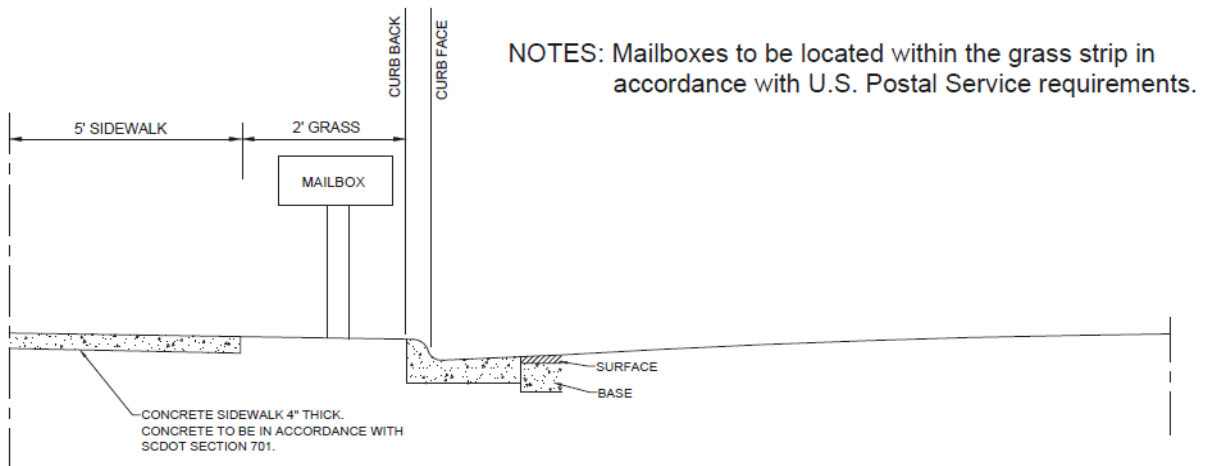 CURB BACK
CURB FACE
NOTES: Mailboxes to be located within the grass strip in
accordance with U.S. Postal Service requirements.
5' SIDEWALK
2' GRASS
MAILBOX
SURFACE
BASE
CONCRETE SIDEWALK 4" THICK.
CONCRETE TO BE IN ACCORDANCE WITH
SCDOT SECTION 701.